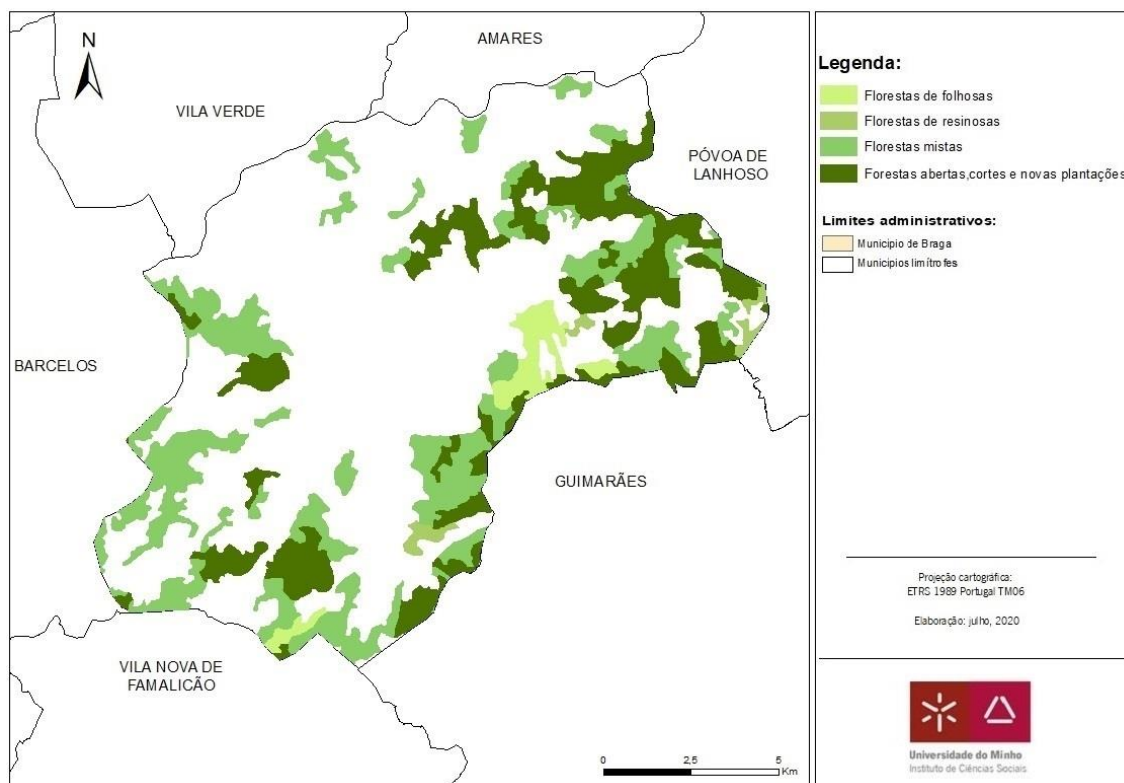 N
AMARES
VILA VERDE
PÓVOA DE
LANHOSO
BARCELOS
GUIMARÃES
VILA NOVA DE
FAMALICÃO
0 2,5 5
Km
Legenda:
Florestas de folhosas
Florestas de resinosas
Florestas mistas
Forestas abertas,cortes e novas plantações
Limites administrativos:
Municipio de Braga
Municipios limítrofes
Projeção cartográfica:
ETRS 1989 Portugal TM06
Elaboração: julho, 2020
Universidade do Minho
Instituto de Ciências Sociais